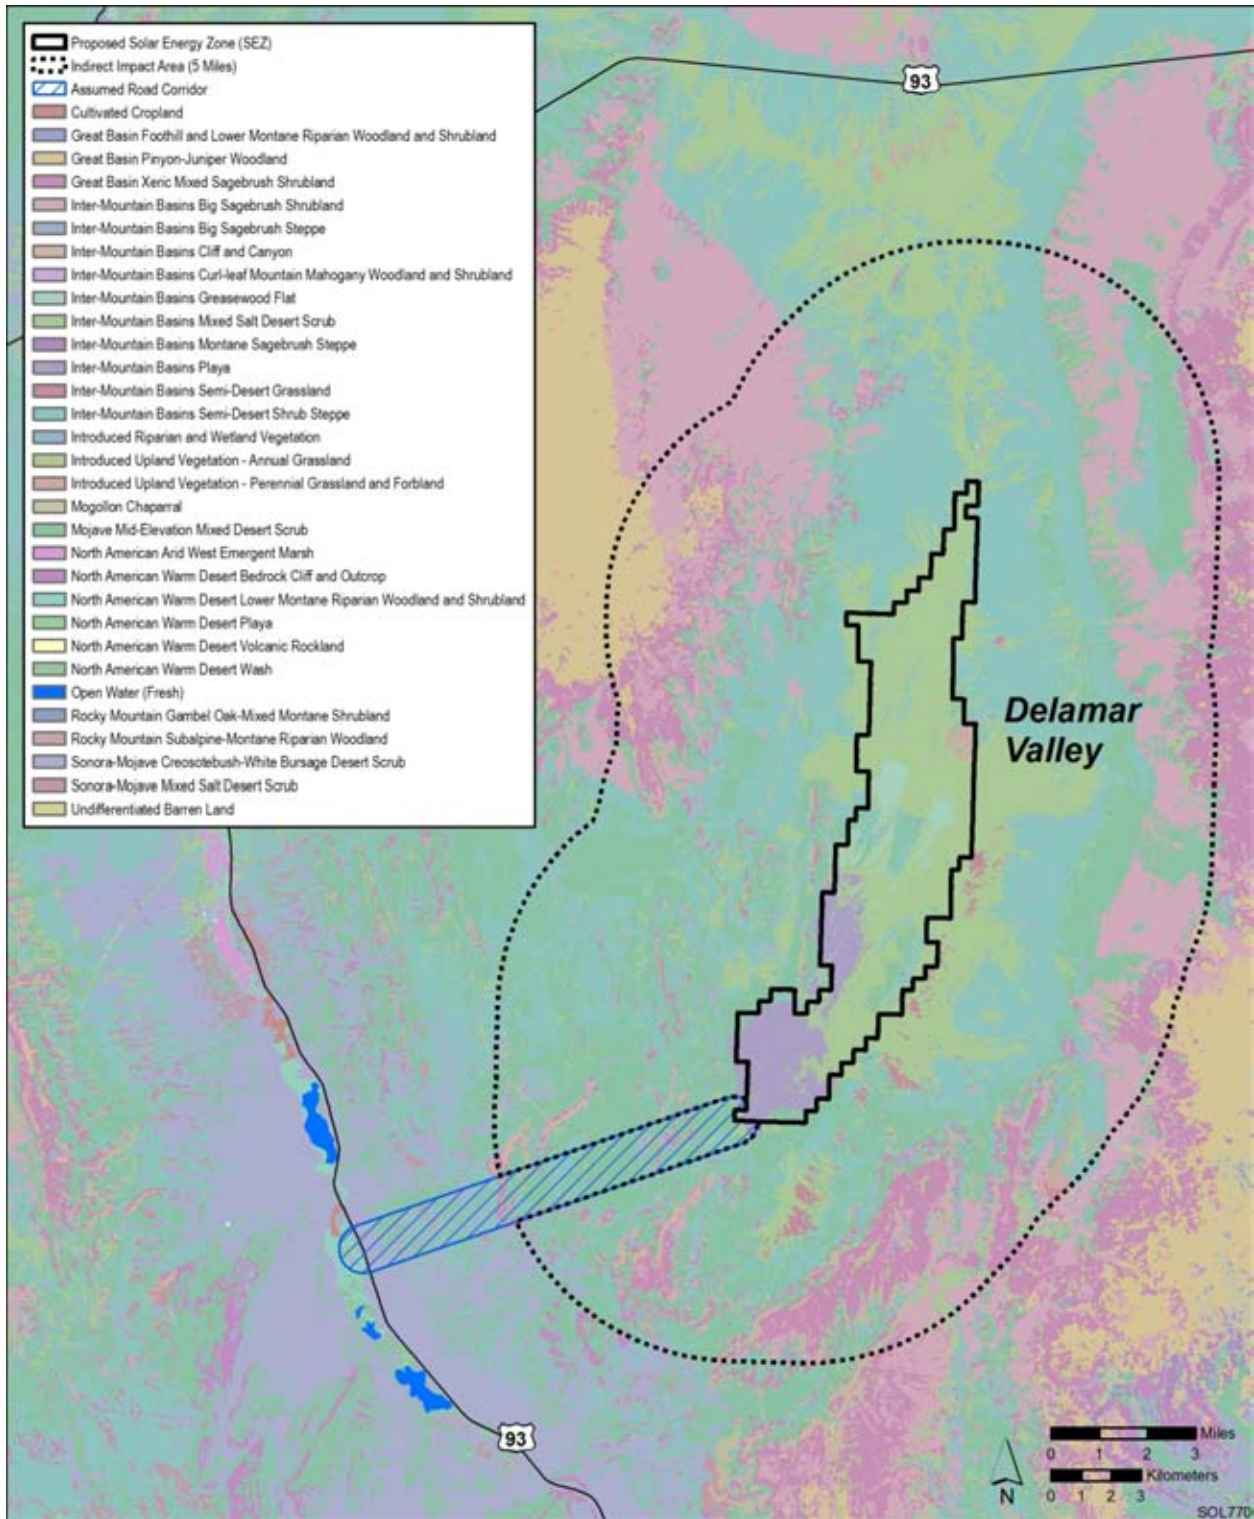 Proposed Solar Energy Zone (SEZ)
Indirect Impact Area (5 Miles)
Assumed Road Corridor
Cultivated Cropland
Great Basin Foothill and Lower Montane Riparian Woodland and Shrubland
Great Basin Pinyon-Juniper Woodland
Great Basin Xeric Mixed Sagebrush Shrubland
Inter-Mountain Basins Big Sagebrush Shrubland
Inter-Mountain Basins Big Sagebrush Steppe
Inter-Mountain Basins Cliff and Canyon
Inter-Mountain Basins Curl-leaf Mountain Mahogany Woodland and Shrubland
Inter-Mountain Basins Greasewood Flat
Inter-Mountain Basins Mixed Salt Desert Scrub
Inter-Mountain Basins Montane Sagebrush Steppe
Inter-Mountain Basins Playa
Inter-Mountain Basins Semi-Desert Grassland
Inter-Mountain Basins Semi-Desert Shrub Steppe
Introduced Riparian and Wetland Vegetation
Introduced Upland Vegetation - Annual Grassland
Introduced Upland Vegetation - Perennial Grassland and Forbland
Mogollon Chaparral
Mojave Mid-Elevation Mixed Desert Scrub
North American Arid West Emergent Marsh
North American Warm Desert Bedrock Cliff and Outcrop
North American Warm Desert Lower Montane Riparian Woodland and Shrubland
North American Warm Desert Playa
North American Warm Desert Volcanic Rockland
North American Warm Desert Wash
Open Water (Fresh)
Rocky Mountain Gambel Oak-Mixed Montane Shrubland
Rocky Mountain Subalpine-Montane Riparian Woodland
Sonora-Mojave Creosotebush-White Bursage Desert Scrub
Sonora-Mojave Mixed Salt Desert Scrub
Undifferentiated Barren Land
93
Delamar
Valley
93
Miles
0 1 2 3
Kilometers
0 1 2 3
N
SOL770